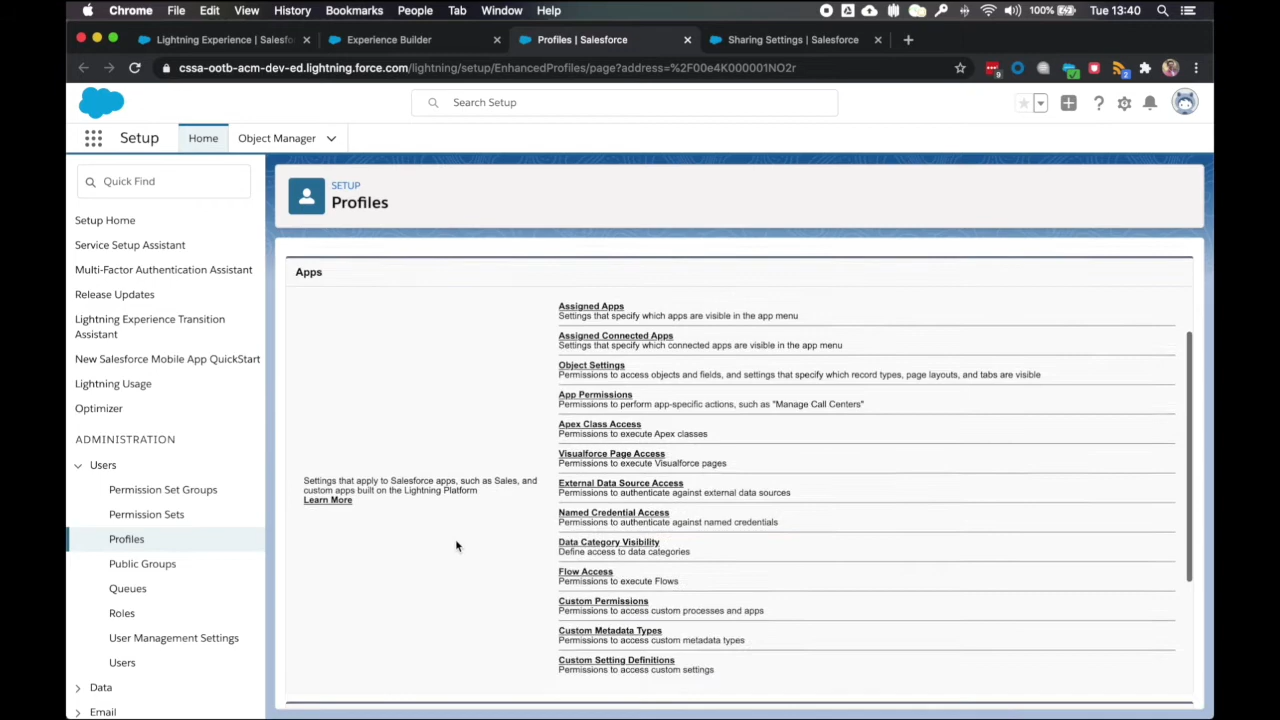 Chrome File Edit View History Bookmarks People Tab Window Help 100% Tue 13:40
Lightning Experience | Salesf
Experience Builder
Profiles | Salesforce
Sharing Settings | Salesforce
cssa-ootb-acm-dev-ed.lightning.force.com/lightning/setup/EnhancedProfiles/page?address=%2F00e4K000001NO2r
9
2
Search Setup
Setup
Home
Object Manager
Quick Find
Setup Home
Service Setup Assistant
Multi-Factor Authentication Assistant
Release Updates
Lightning Experience Transition
Assistant
New Salesforce Mobile App QuickStart
Lightning Usage
Optimizer
ADMINISTRATION
Users
Permission Set Groups
Permission Sets
Profiles
Public Groups
Queues
Roles
User Management Settings
Users
Data
Email
SETUP
Profiles
Apps
Settings that apply to Salesforce apps, such as Sales, and
custom apps built on the Lightning Platform
Learn More
Assigned Apps
Settings that specify which apps are visible in the app menu
Assigned Connected Apps
Settings that specify which connected apps are visible in the app menu
Object Settings
Permissions to access objects and fields, and settings that specify which record types, page layouts, and tabs are visible
App Permissions
Permissions to perform app-specific actions, such as "Manage Call Centers"
Apex Class Access
Permissions to execute Apex classes
Visualforce Page Access
Permissions to execute Visualforce pages
External Data Source Access
Permissions to authenticate against external data sources
Named Credential Access
Permissions to authenticate against named credentials
Data Category Visibility
Define access to data categories
Flow Access
Permissions to execute Flows
Custom Permissions
Permissions to access custom processes and apps
Custom Metadata Types
Permissions to access custom metadata types
Custom Setting Definitions
Permissions to access custom settings